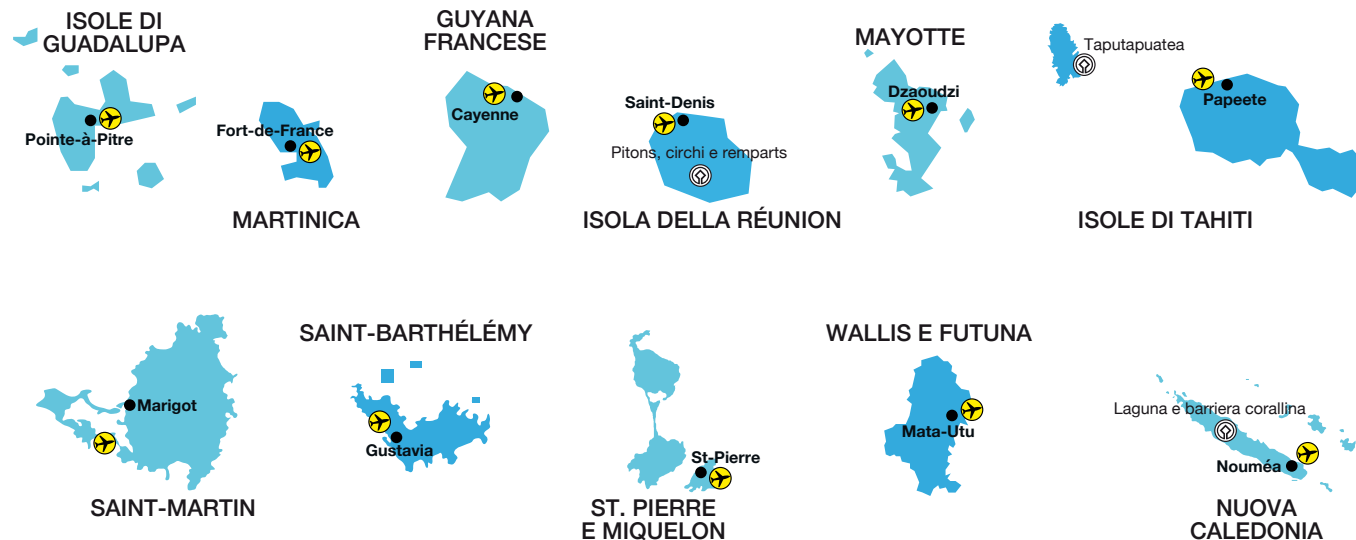 ISOLE DI
GUADALUPA
Pointe-à-Pitre
Fort-de-France
MARTINICA
GUYANA
FRANCESE
Cayenne
Saint-Denis
Pitons, circhi e remparts
ISOLA DELLA RÉUNION
MAYOTTE
Dzaoudzi
Taputapuatea
Papeete
ISOLE DI TAHITI
Marigot
SAINT-MARTIN
SAINT-BARTHÉLÉMY
Gustavia
St-Pierre
ST. PIERRE
E MIQUELON
WALLIS E FUTUNA
Mata-Utu
Laguna e barriera corallina
Nouméa
NUOVA
CALEDONIA